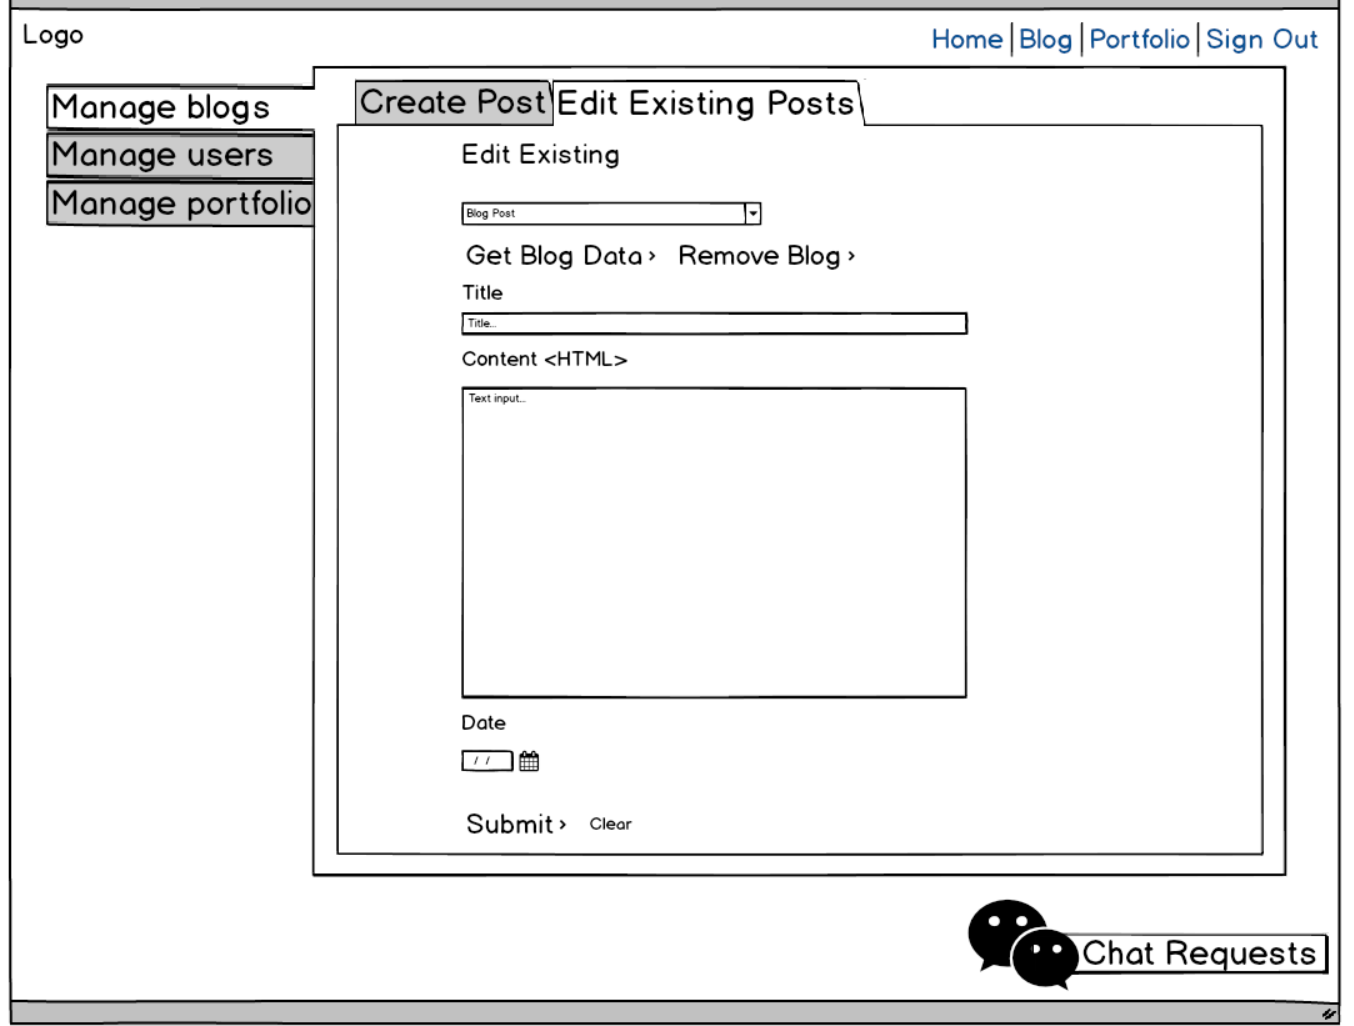 Logo
Home Blog Portfolio Sign Out
Manage blogs
Manage users
Manage portfolio
Create Post Edit Existing Posts
Edit Existing
Blog Post
Get Blog Data › Remove Blog ›
Title
Title...
Content <HTML>
Text input...
Date
/ /
Submit › Clear
Chat Requests